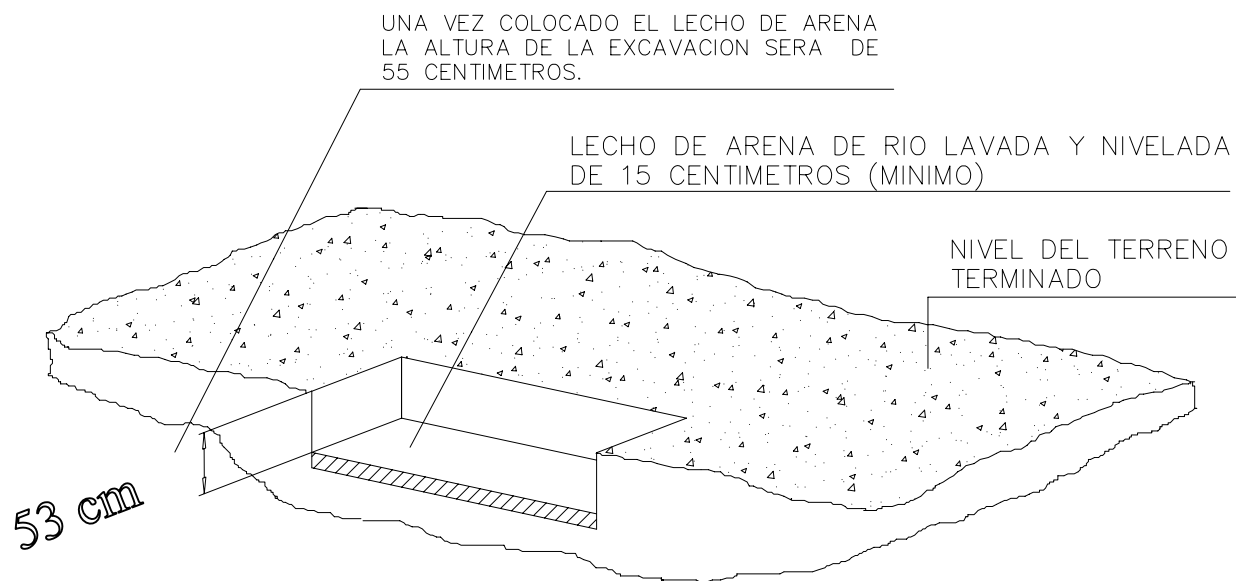 UNA VEZ COLOCADO EL LECHO DE ARENA
LA ALTURA DE LA EXCAVACION SERA DE
55 CENTIMETROS.
LECHO DE ARENA DE RIO LAVADA Y NIVELADA
DE 15 CENTIMETROS (MINIMO)
NIVEL DEL TERRENO
TERMINADO
53 cm